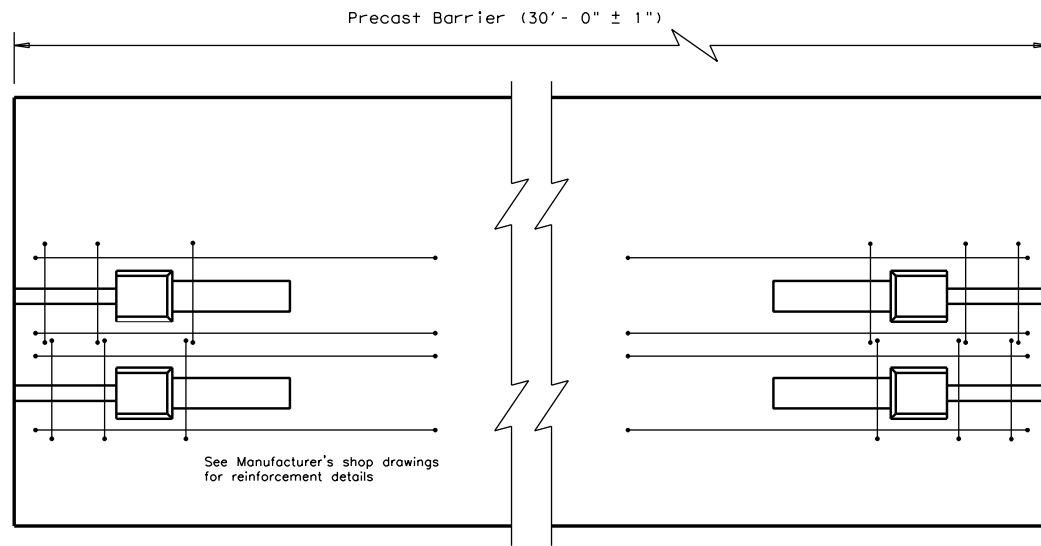 Precast Barrier (30'- 0" ± 1")
See Manufacturer's shop drawings
for reinforcement details